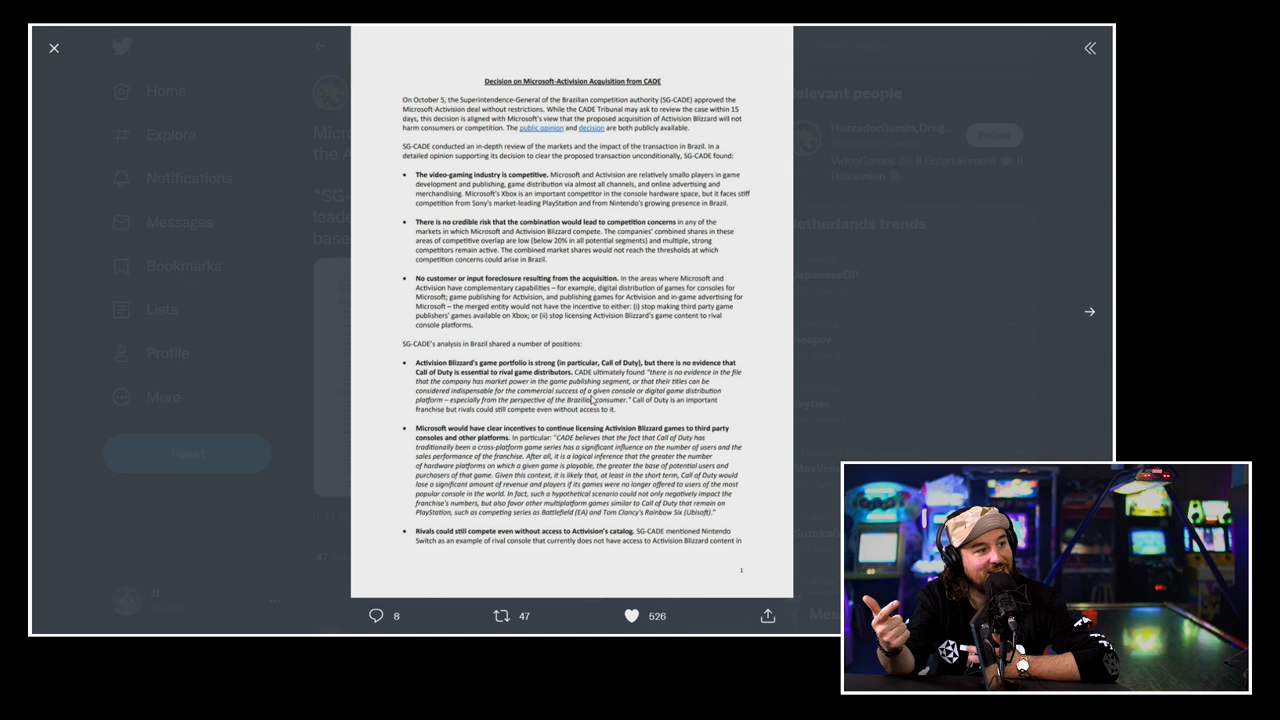 Home
Explore
Notifications
Messages
Bookmarks
Lists
Profile
More
Tweet
Decision on Microsoft-Activision Acquisition from CADE
On October 5, the Superintendence-General of the Brazilian competition authority (SG-CADE) approved the
Microsoft-Activision deal without restrictions. While the CADE Tribunal may ask to review the case within 15
days, this decision is aligned with Microsoft's view that the proposed acquisition of Activision Blizzard will not
harm consumers or competition. The public opinion and decision are both publicly available.
SG-CADE conducted an in-depth review of the markets and the impact of the transaction in Brazil. In a
detailed opinion supporting its decision to clear the proposed transaction unconditionally, SG-CADE found:
• The video-gaming industry is competitive. Microsoft and Activision are relatively smallo players in game
development and publishing, game distribution via almost all channels, and online advertising and
merchandising. Microsoft's Xbox is an important competitor in the console hardware space, but it faces stiff
competition from Sony's market-leading PlayStation and from Nintendo's growing presence in Brazil.
• There is no credible risk that the combination would lead to competition concerns in any of the
markets in which Microsoft and Activision Blizzard compete. The companies' combined shares in these
areas of competitive overlap are low (below 20% in all potential segments) and multiple, strong
competitors remain active. The combined market shares would not reach the thresholds at which
competition concerns could arise in Brazil.
• No customer or input foreclosure resulting from the acquisition. In the areas where Microsoft and
Activision have complementary capabilities – for example, digital distribution of games for consoles for
Microsoft; game publishing for Activision, and publishing games for Activision and in-game advertising for
Microsoft – the merged entity would not have the incentive to either: (i) stop making third party game
publishers' games available on Xbox; or (ii) stop licensing Activision Blizzard's game content to rival
console platforms.
SG-CADE's analysis in Brazil shared a number of positions:
• Activision Blizzard's game portfolio is strong (in particular, Call of Duty), but there is no evidence that
Call of Duty is essential to rival game distributors. CADE ultimately found "there is no evidence in the file
that the company has market power in the game publishing segment, or that their titles can be
considered indispensable for the commercial success of a given console or digital game distribution
platform – especially from the perspective of the Brazilian consumer." Call of Duty is an important
franchise but rivals could still compete even without access to it.
• Microsoft would have clear incentives to continue licensing Activision Blizzard games to third party
consoles and other platforms. In particular: "CADE believes that the fact that Call of Duty has
traditionally been a cross-platform game series has a significant influence on the number of users and the
sales performance of the franchise. After all, it is a logical inference that the greater the number
of hardware platforms on which a given game is playable, the greater the base of potential users and
purchasers of that game. Given this context, it is likely that, at least in the short term, Call of Duty would
lose a significant amount of revenue and players if its games were no longer offered to users of the most
popular console in the world. In fact, such a hypothetical scenario could not only negatively impact the
franchise's numbers, but also favor other multiplatform games similar to Call of Duty that remain on
PlayStation, such as competing series as Battlefield (EA) and Tom Clancy's Rainbow Six (Ubisoft)."
• Rivals could still compete even without access to Activision's catalog. SG-CADE mentioned Nintendo
Switch as an example of rival console that currently does not have access to Activision Blizzard content in
1
8
47
526
elevant people
HazzadorGamin, Drag...
Follow
etherlands trends